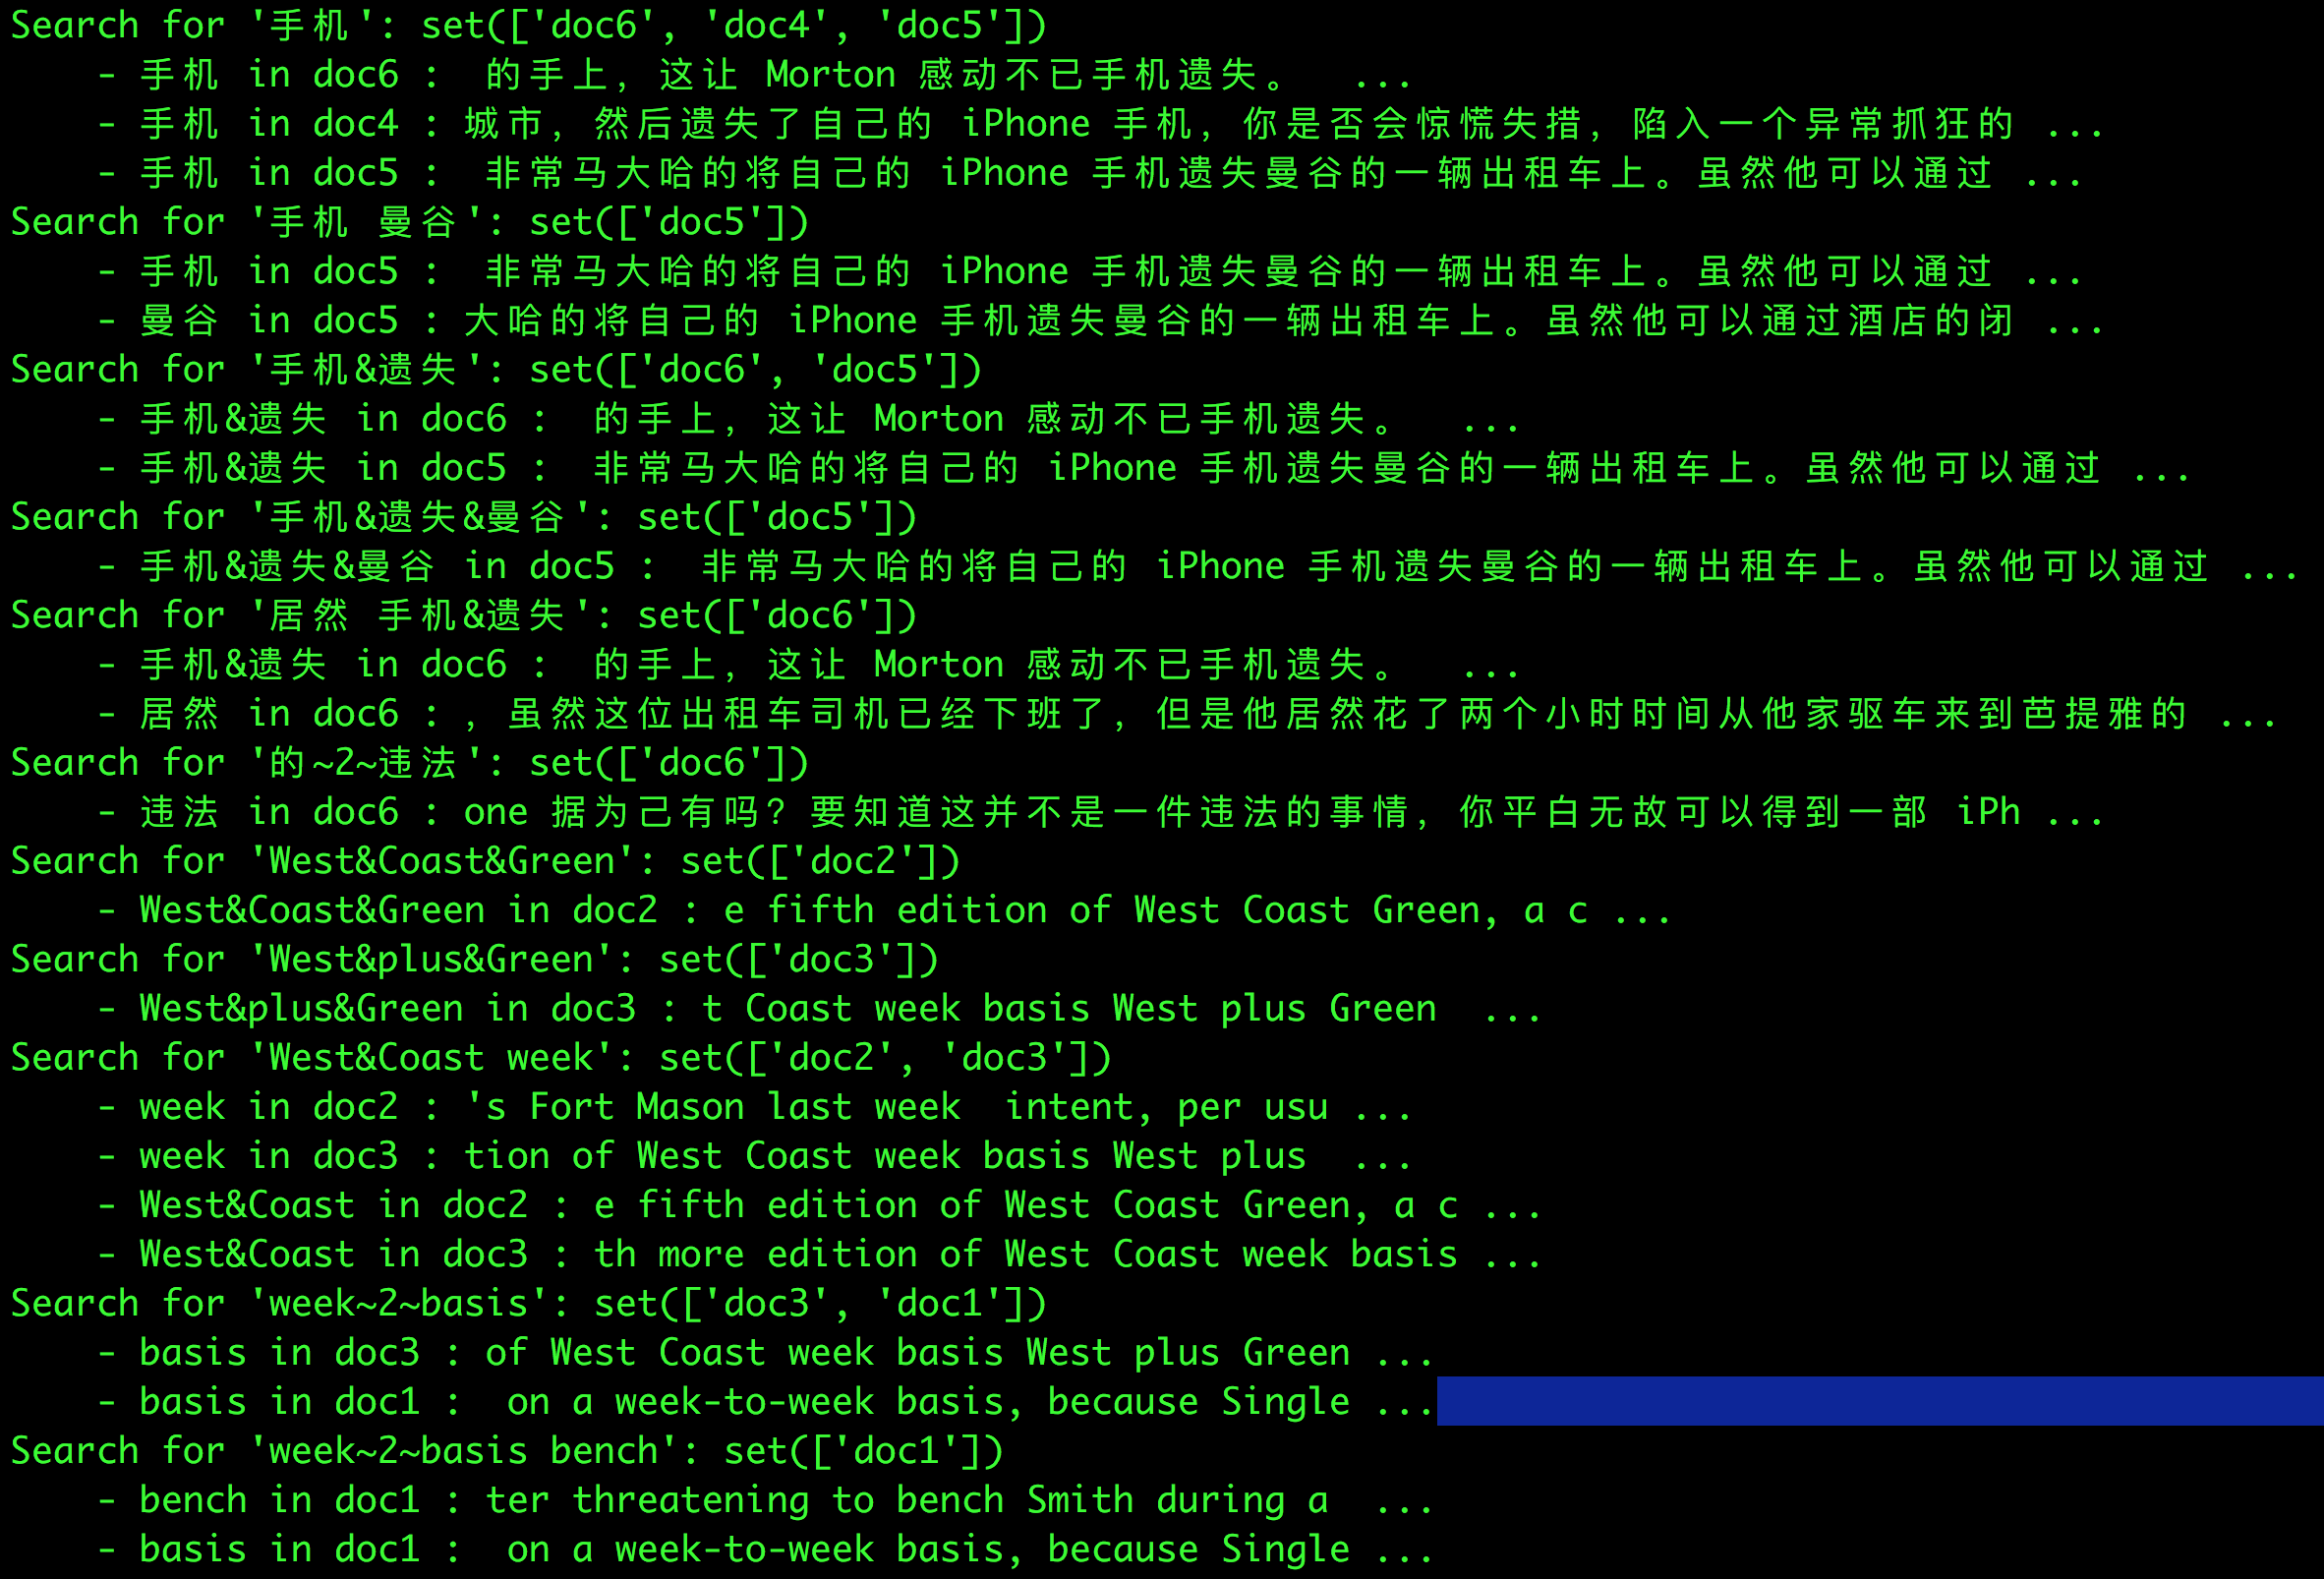 Search for '手机': set(['doc6', 'doc4', 'doc5'])
    - 手机 in doc6 :  的手上，这让 Morton 感动不已手机遗失。  ...
    - 手机 in doc4 : 城市，然后遗失了自己的 iPhone 手机，你是否会惊慌失措，陷入一个异常抓狂的 ...
    - 手机 in doc5 :  非常马大哈的将自己的 iPhone 手机遗失曼谷的一辆出租车上。虽然他可以通过 ...
Search for '手机 曼谷': set(['doc5'])
    - 手机 in doc5 :  非常马大哈的将自己的 iPhone 手机遗失曼谷的一辆出租车上。虽然他可以通过 ...
    - 曼谷 in doc5 : 大哈的将自己的 iPhone 手机遗失曼谷的一辆出租车上。虽然他可以通过酒店的闭 ...
Search for '手机&遗失': set(['doc6', 'doc5'])
    - 手机&遗失 in doc6 :  的手上，这让 Morton 感动不已手机遗失。  ...
    - 手机&遗失 in doc5 :  非常马大哈的将自己的 iPhone 手机遗失曼谷的一辆出租车上。虽然他可以通过 ...
Search for '手机&遗失&曼谷': set(['doc5'])
    - 手机&遗失&曼谷 in doc5 :  非常马大哈的将自己的 iPhone 手机遗失曼谷的一辆出租车上。虽然他可以通过 ...
Search for '居然 手机&遗失': set(['doc6'])
    - 手机&遗失 in doc6 :  的手上，这让 Morton 感动不已手机遗失。  ...
    - 居然 in doc6 : ，虽然这位出租车司机已经下班了，但是他居然花了两个小时时间从他家驱车来到芭提雅的 ...
Search for '的~2~违法': set(['doc6'])
    - 违法 in doc6 : one 据为己有吗？要知道这并不是一件违法的事情，你平白无故可以得到一部 iPh ...
Search for 'West&Coast&Green': set(['doc2'])
    - West&Coast&Green in doc2 : e fifth edition of West Coast Green, a c ...
Search for 'West&plus&Green': set(['doc3'])
    - West&plus&Green in doc3 : t Coast week basis West plus Green  ...
Search for 'West&Coast week': set(['doc2', 'doc3'])
    - week in doc2 : 's Fort Mason last week  intent, per usu ...
    - week in doc3 : tion of West Coast week basis West plus  ...
    - West&Coast in doc2 : e fifth edition of West Coast Green, a c ...
    - West&Coast in doc3 : th more edition of West Coast week basis ...
Search for 'week~2~basis': set(['doc3', 'doc1'])
    - basis in doc3 : of West Coast week basis West plus Green ...
    - basis in doc1 :  on a week-to-week basis, because Single ...
Search for 'week~2~basis bench': set(['doc1'])
    - bench in doc1 : ter threatening to bench Smith during a  ...
    - basis in doc1 :  on a week-to-week basis, because Single ...